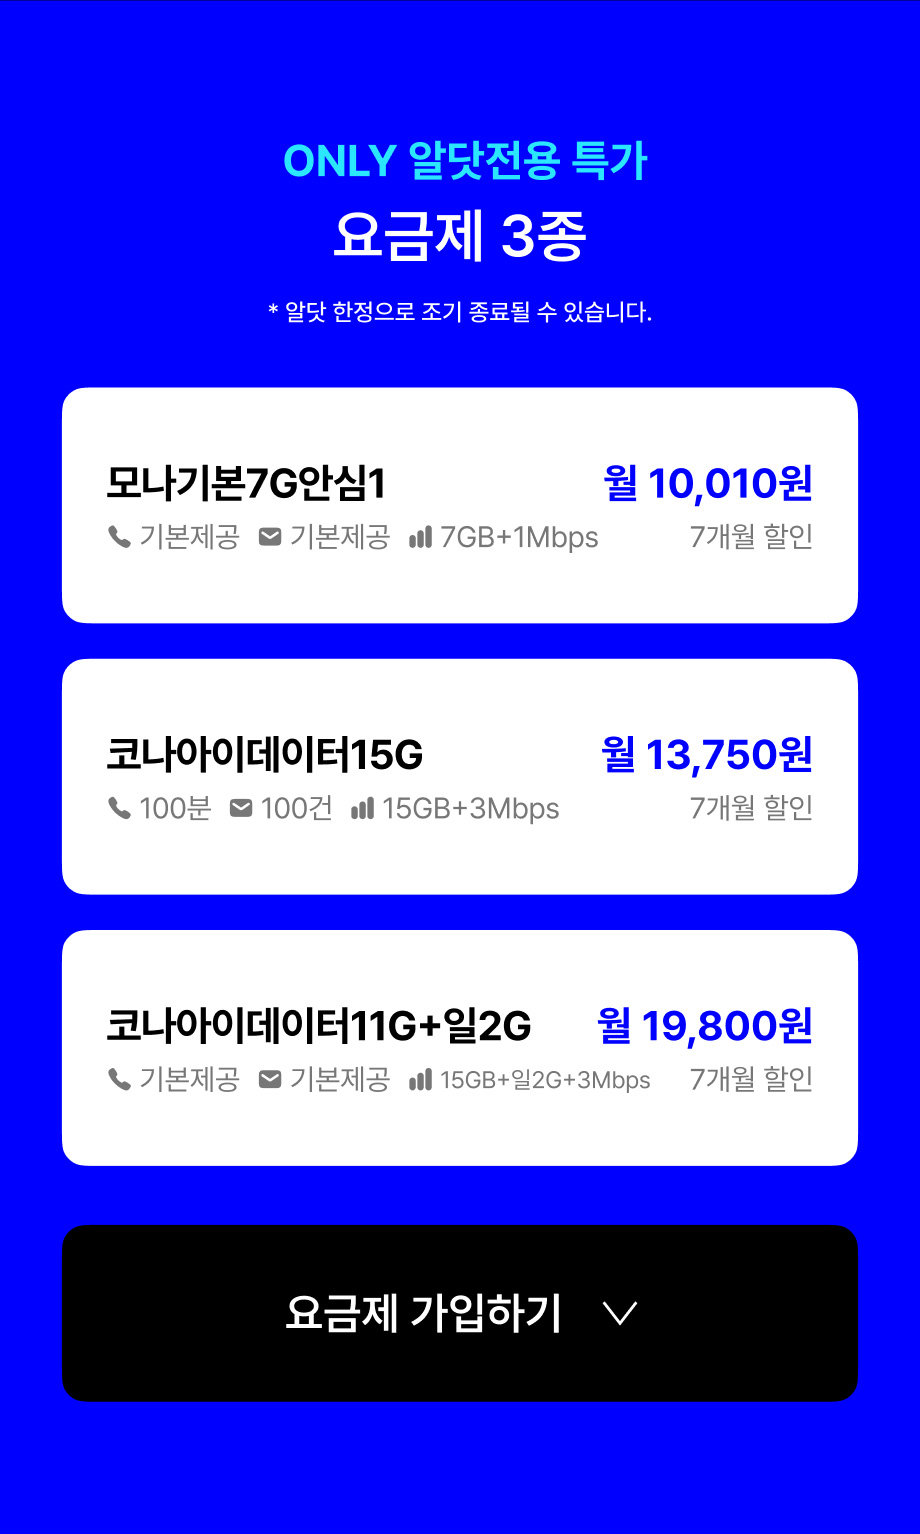 ONLY 알닷전용 특가
요금제 3종
* 알닷 한정으로 조기 종료될 수 있습니다.
모나기본7G안심1 월 10,010원
기본제공 기본제공 7GB+1Mbps 7개월 할인
코나아이데이터15G 월 13,750원
100분 100건 15GB+3Mbps 7개월 할인
코나아이데이터11G+일2G 월 19,800원
기본제공 기본제공 15GB+일2G+3Mbps 7개월 할인
요금제 가입하기